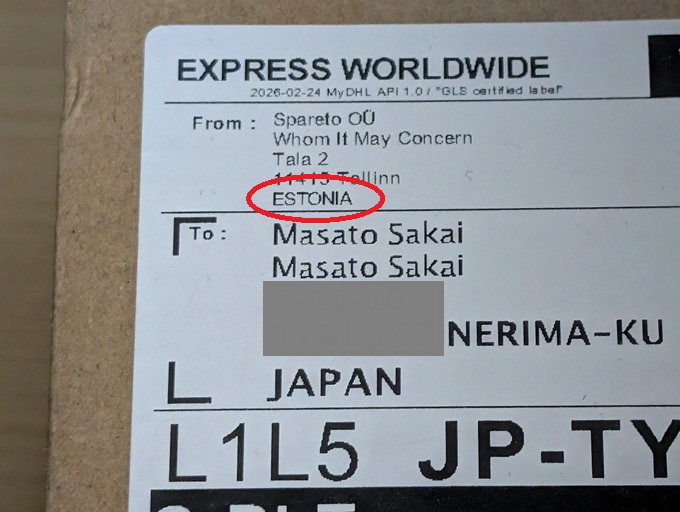 EXPRESS WORLDWIDE
2026-02-24 MyDHL API 1.0 / "GLS certified label"
From : Spareto OÜ
Whom It May Concern
Tala 2
11415 Tallinn
ESTONIA
To : Masato Sakai
Masato Sakai
NERIMA-KU
JAPAN
L1L5 JP-TY